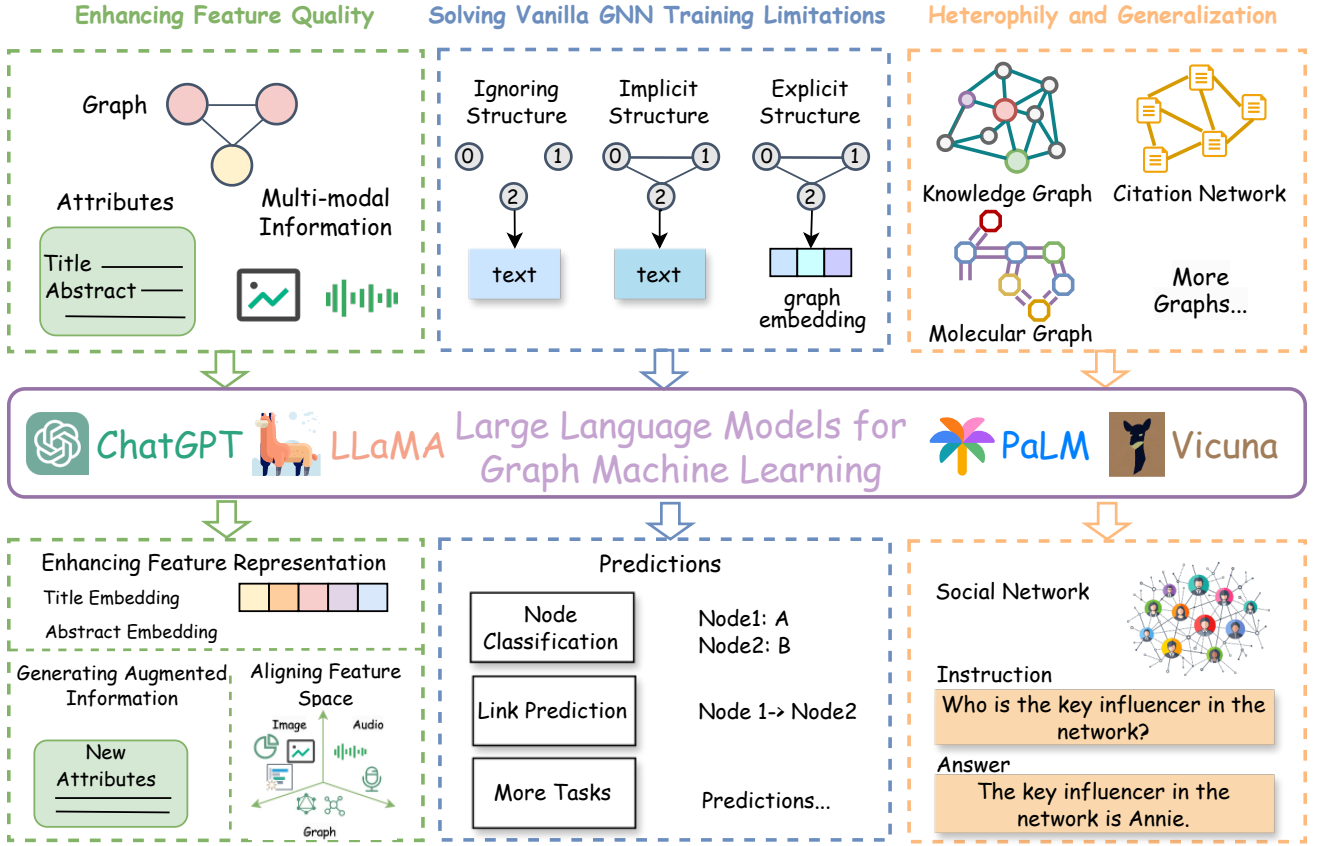 Enhancing Feature Quality
Solving Vanilla GNN Training Limitations
Heterophily and Generalization
Graph
Attributes
Multi-modal
Information
Title
Abstract
Ignoring
Structure
Implicit
Structure
Explicit
Structure
0
1
2
0
1
2
0
1
2
text
text
graph
embedding
Knowledge Graph
Citation Network
Molecular Graph
More
Graphs...
ChatGPT
LLaMA
Large Language Models for
Graph Machine Learning
PaLM
Vicuna
Enhancing Feature Representation
Title Embedding
Abstract Embedding
Generating Augmented
Information
New
Attributes
Aligning Feature
Space
Image
Audio
Graph
Predictions
Node
Classification
Node1: A
Node2: B
Link Prediction
Node 1-> Node2
More Tasks
Predictions...
Social Network
Instruction
Who is the key influencer in the
network?
Answer
The key influencer in the
network is Annie.